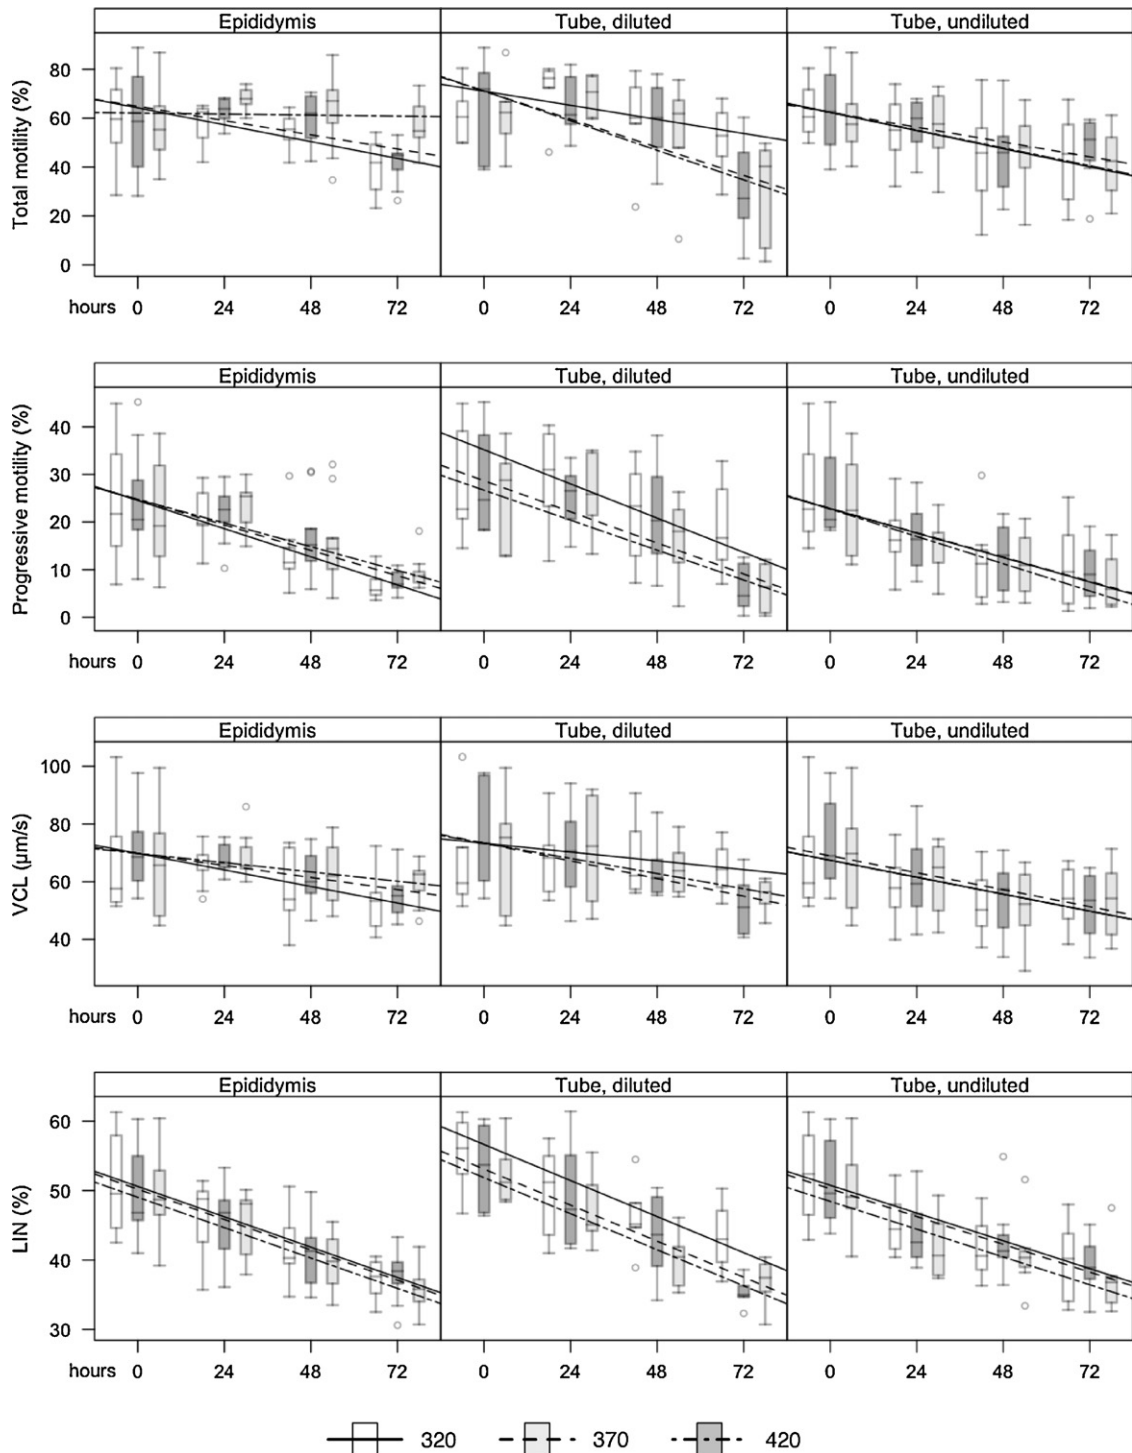 Epididymis Tube, diluted Tube, undiluted
Total motility (%)
80
60
40
20
0
hours 0 24 48 72 0 24 48 72 0 24 48 72
Epididymis Tube, diluted Tube, undiluted
Progressive motility (%)
40
30
20
10
0
hours 0 24 48 72 0 24 48 72 0 24 48 72
Epididymis Tube, diluted Tube, undiluted
VCL (µm/s)
100
80
60
40
hours 0 24 48 72 0 24 48 72 0 24 48 72
Epididymis Tube, diluted Tube, undiluted
LIN (%)
60
50
40
30
hours 0 24 48 72 0 24 48 72 0 24 48 72
320 370 420